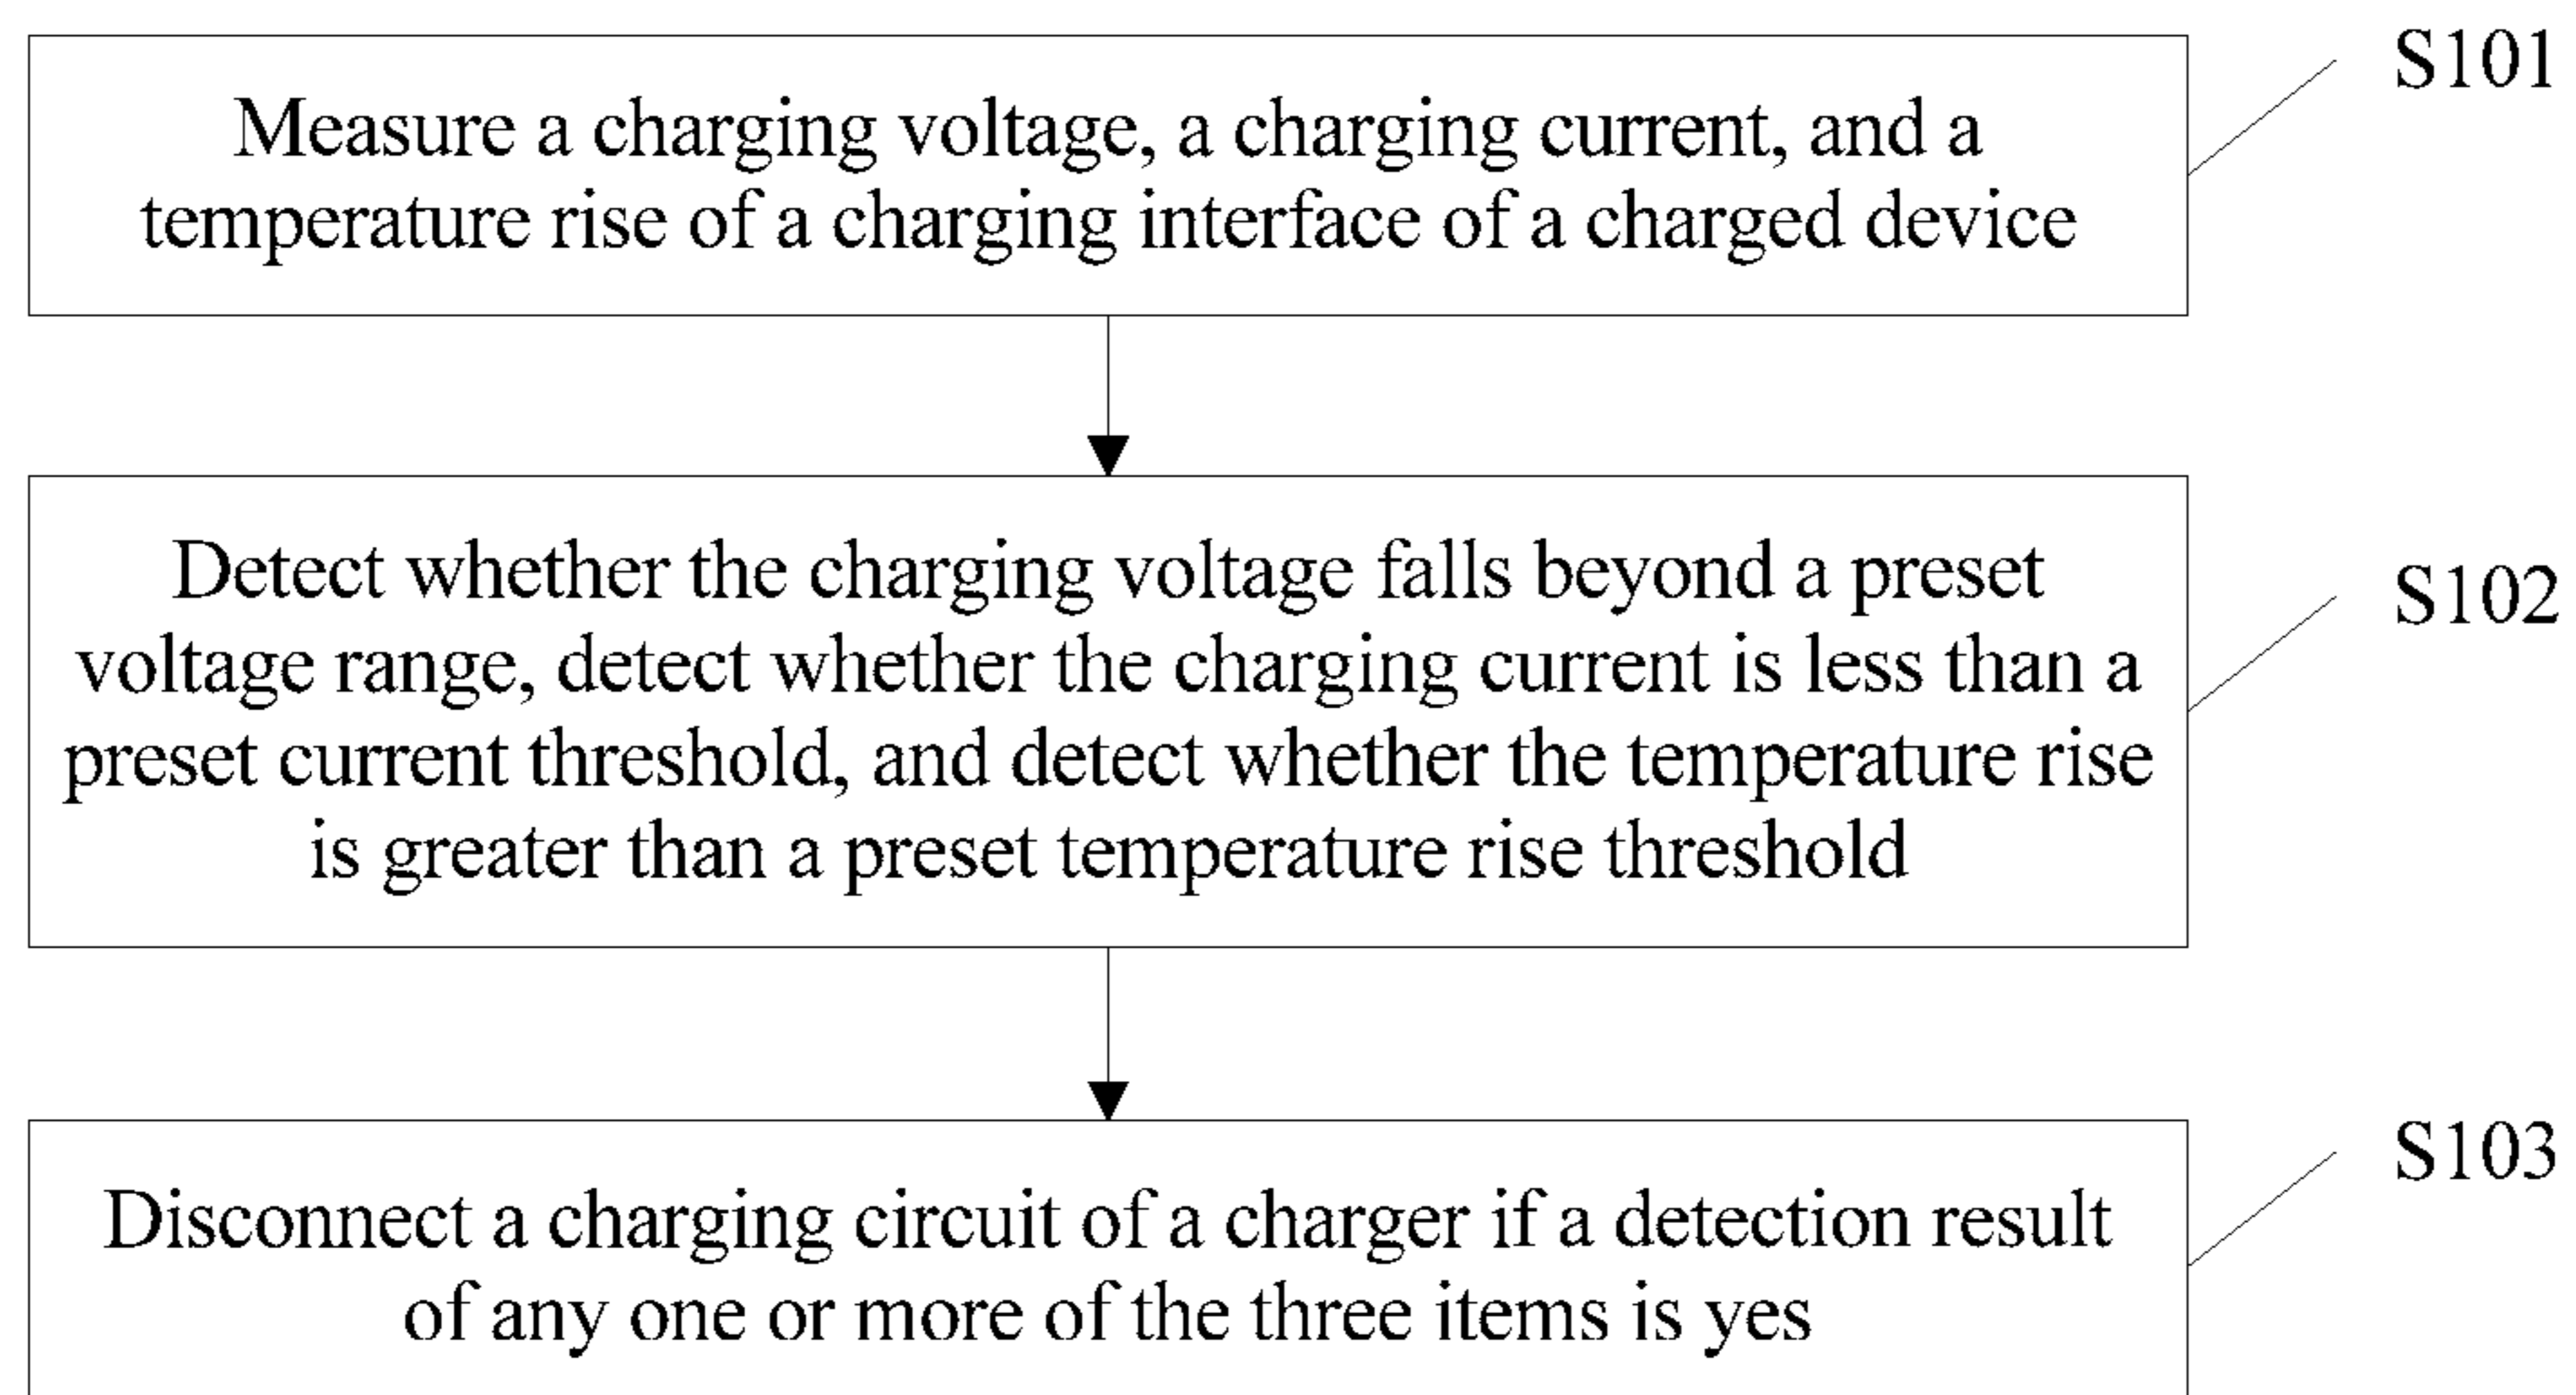 S101
Measure a charging voltage, a charging current, and a
temperature rise of a charging interface of a charged device
S102
Detect whether the charging voltage falls beyond a preset
voltage range, detect whether the charging current is less than a
preset current threshold, and detect whether the temperature rise
is greater than a preset temperature rise threshold
S103
Disconnect a charging circuit of a charger if a detection result
of any one or more of the three items is yes